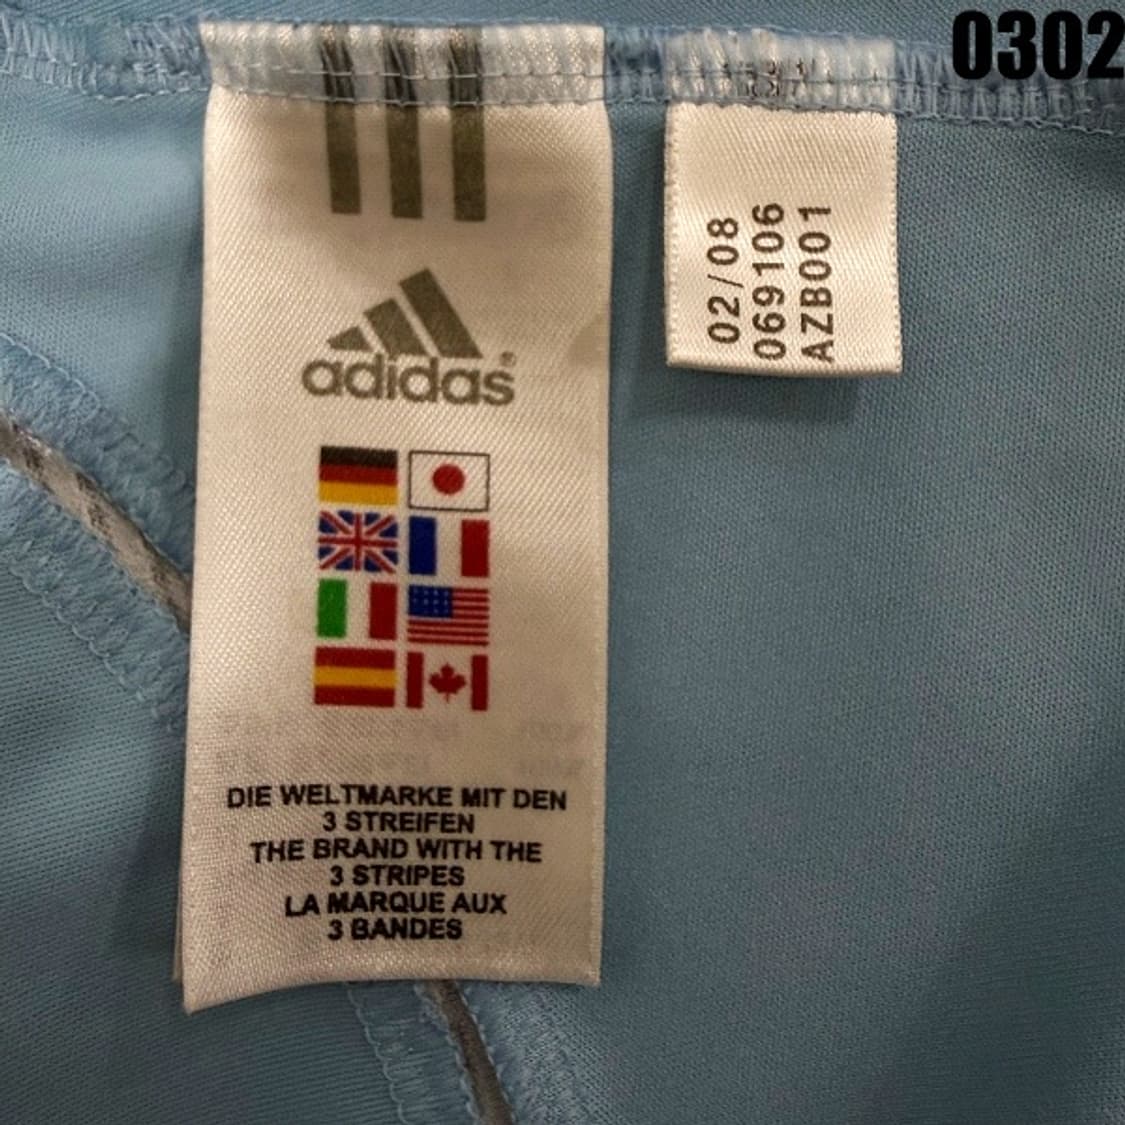 0302
adidas®
DIE WELTMARKE MIT DEN
3 STREIFEN
THE BRAND WITH THE
3 STRIPES
LA MARQUE AUX
3 BANDES
02/08
069106
AZB001